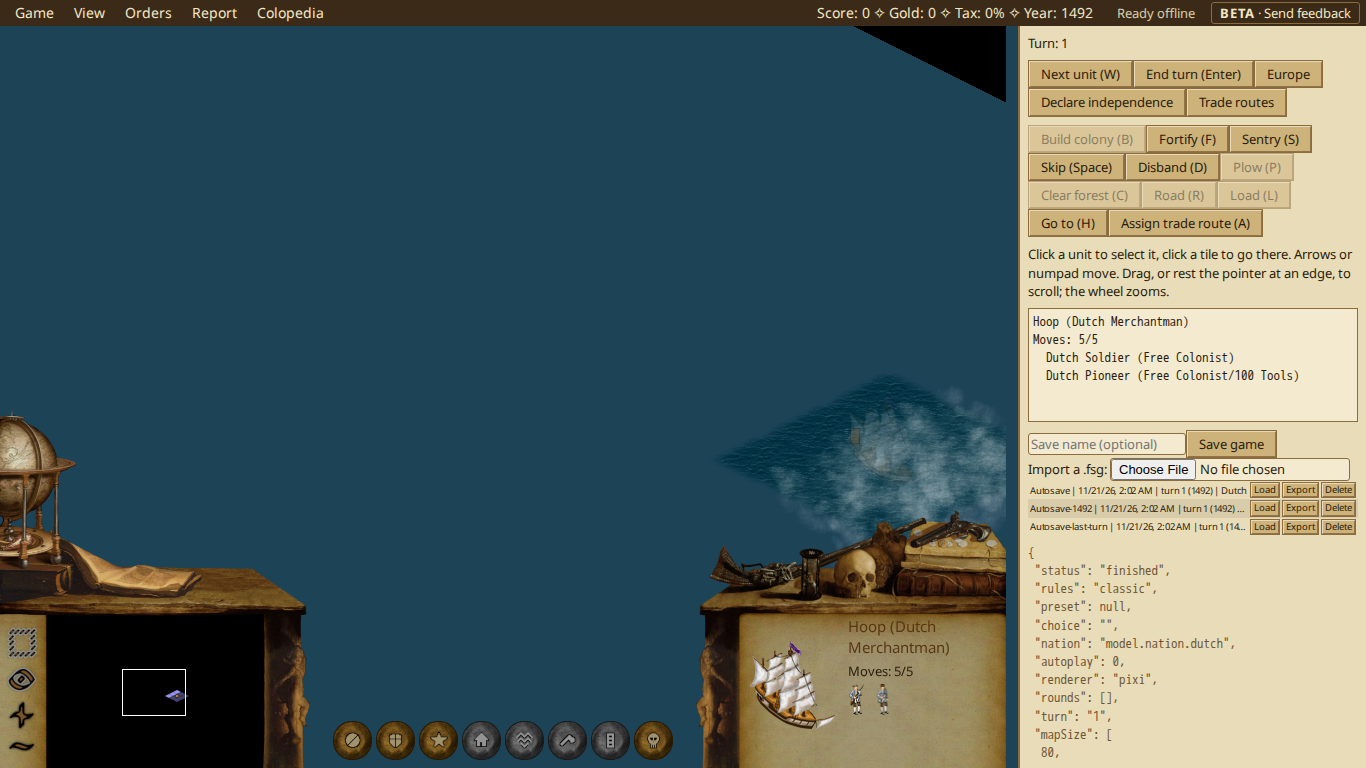 Game View Orders Report Colopedia Score: 0 ✧ Gold: 0 ✧ Tax: 0% ✧ Year: 1492 Ready offline BETA · Send feedback
Turn: 1
Next unit (W) End turn (Enter) Europe
Declare independence Trade routes
Build colony (B) Fortify (F) Sentry (S)
Skip (Space) Disband (D) Plow (P)
Clear forest (C) Road (R) Load (L)
Go to (H) Assign trade route (A)
Click a unit to select it, click a tile to go there. Arrows or
numpad move. Drag, or rest the pointer at an edge, to
scroll; the wheel zooms.
Hoop (Dutch Merchantman)
Moves: 5/5
Dutch Soldier (Free Colonist)
Dutch Pioneer (Free Colonist/100 Tools)
Save name (optional) Save game
Import a .fsg: Choose File No file chosen
Autosave | 11/21/26, 2:02 AM | turn 1 (1492) | Dutch Load Export Delete
Autosave-1492 | 11/21/26, 2:02 AM | turn 1 (1492) ... Load Export Delete
Autosave-last-turn | 11/21/26, 2:02 AM | turn 1 (14... Load Export Delete
{
"status": "finished",
"rules": "classic",
"preset": null,
"choice": "",
"nation": "model.nation.dutch",
"autoplay": 0,
"renderer": "pixi",
"rounds": [],
"turn": "1",
"mapSize": [
80,
Hoop (Dutch
Merchantman)
Moves: 5/5